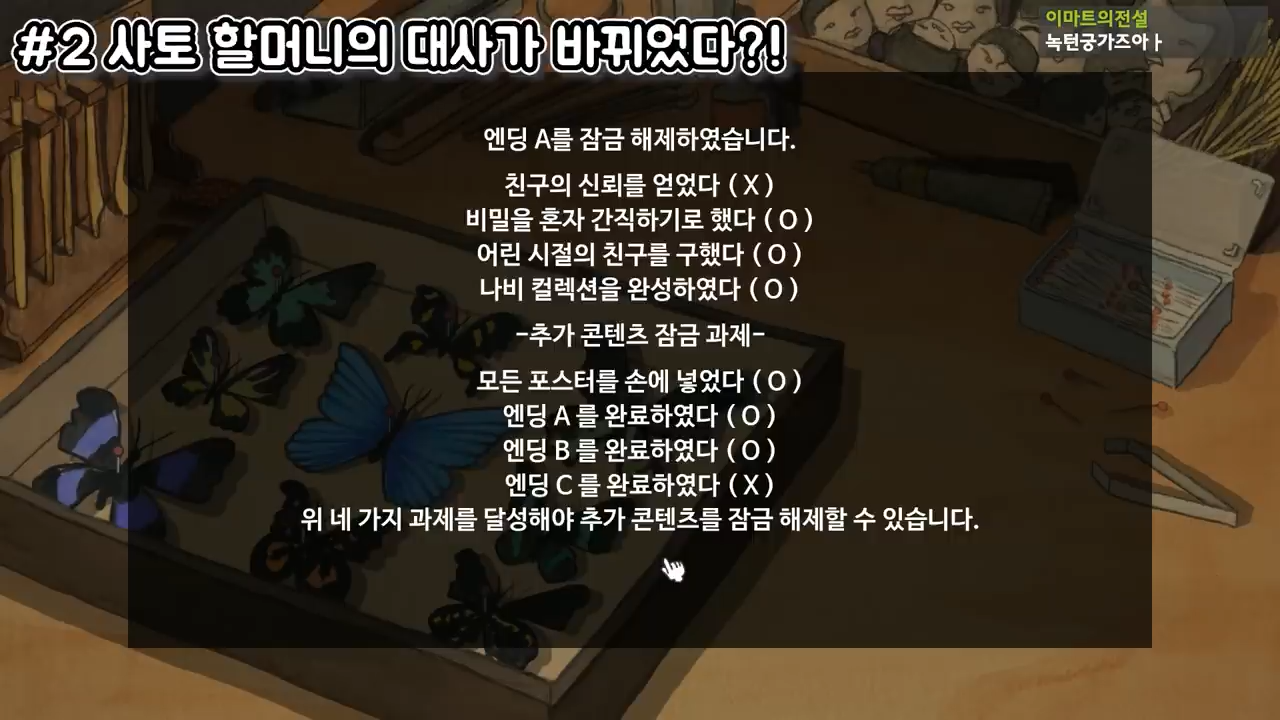 #2 사토 할머니의 대사가 바뀌었다?!
이마트의전설
녹턴궁가즈아ㅏ
엔딩 A를 잠금 해제하였습니다.
친구의 신뢰를 얻었다 ( X )
비밀을 혼자 간직하기로 했다 ( O )
어린 시절의 친구를 구했다 ( O )
나비 컬렉션을 완성하였다 ( O )
-추가 콘텐츠 잠금 과제-
모든 포스터를 손에 넣었다 ( O )
엔딩 A 를 완료하였다 ( O )
엔딩 B 를 완료하였다 ( O )
엔딩 C 를 완료하였다 ( X )
위 네 가지 과제를 달성해야 추가 콘텐츠를 잠금 해제할 수 있습니다.